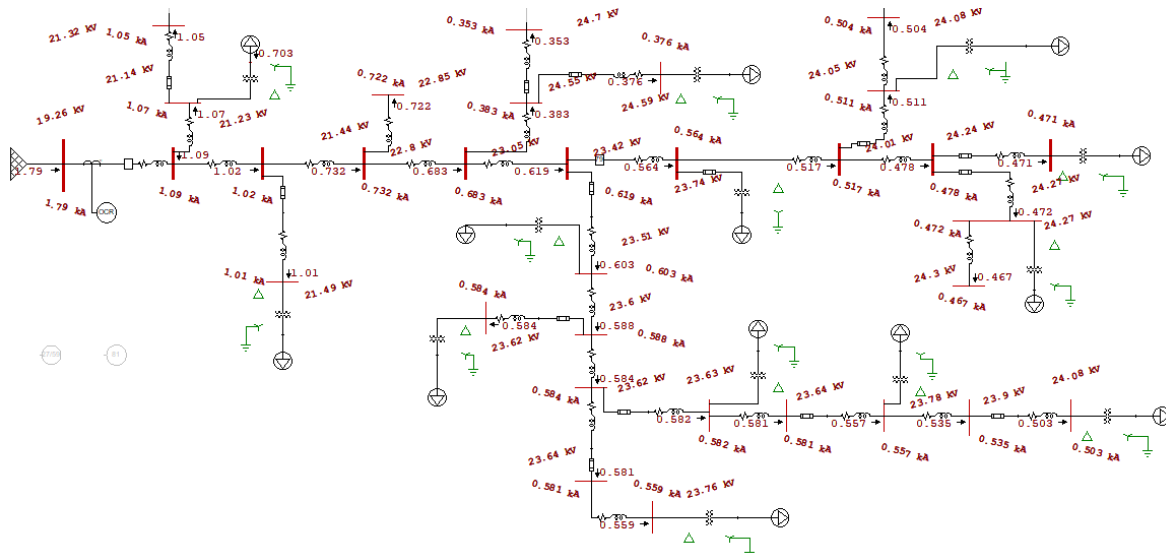 21.32 kV
1.05 kA
1.05
21.14 kV
0.703
1.07 kA
1.07
21.23 kV
19.26 kV
1.79
1.79 kA
OCR
1.09
1.09 kA
1.02
1.02 kA
1.01 kA
1.01
21.49 kV
27/59
81
0.722 kA
22.85 kV
0.722
21.44 kV
0.732
0.732 kA
22.8 kV
0.683
0.683 kA
0.353 kA
24.7 kV
0.353
24.55 kV
0.383 kA
0.383
0.376 kA
0.376
24.59 kV
23.05 kV
0.619
0.619 kA
23.42 kV
0.564 kA
0.564
23.74 kV
0.504 kA
24.08 kV
0.504
24.05 kV
0.511 kA
0.511
24.01 kV
0.517
0.517 kA
24.24 kV
0.478
0.478 kA
0.471 kA
0.471
24.27 kV
0.472
0.472 kA
24.27 kV
24.3 kV
0.467
0.467 kA
23.51 kV
0.603
0.603 kA
23.6 kV
0.588
0.588 kA
0.584 kA
0.584
23.62 kV
0.584
0.584 kA
23.62 kV
23.63 kV
0.582
0.582 kA
0.581
23.64 kV
0.581 kA
0.557
23.78 kV
0.557 kA
0.535
23.9 kV
0.535 kA
0.503
24.08 kV
0.503 kA
23.64 kV
0.581
0.581 kA
0.559 kA
23.76 kV
0.559